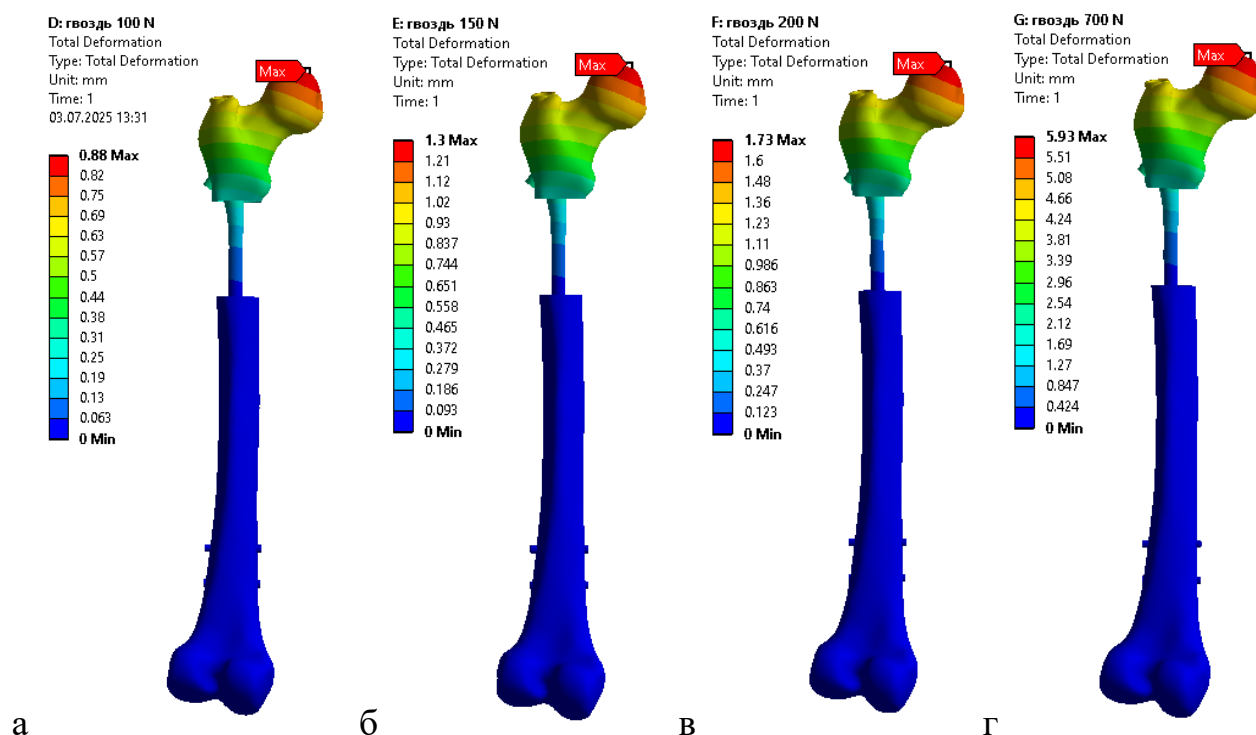 D: гвоздь 100 N
Total Deformation
Type: Total Deformation
Unit: mm
Time: 1
03.07.2025 13:31
Max
0.88 Max
0.82
0.75
0.69
0.63
0.57
0.5
0.44
0.38
0.31
0.25
0.19
0.13
0.063
0 Min
а
E: гвоздь 150 N
Total Deformation
Type: Total Deformation
Unit: mm
Time: 1
Max
1.3 Max
1.21
1.12
1.02
0.93
0.837
0.744
0.651
0.558
0.465
0.372
0.279
0.186
0.093
0 Min
б
F: гвоздь 200 N
Total Deformation
Type: Total Deformation
Unit: mm
Time: 1
Max
1.73 Max
1.6
1.48
1.36
1.23
1.11
0.986
0.863
0.74
0.616
0.493
0.37
0.247
0.123
0 Min
в
G: гвоздь 700 N
Total Deformation
Type: Total Deformation
Unit: mm
Time: 1
Max
5.93 Max
5.51
5.08
4.66
4.24
3.81
3.39
2.96
2.54
2.12
1.69
1.27
0.847
0.424
0 Min
г